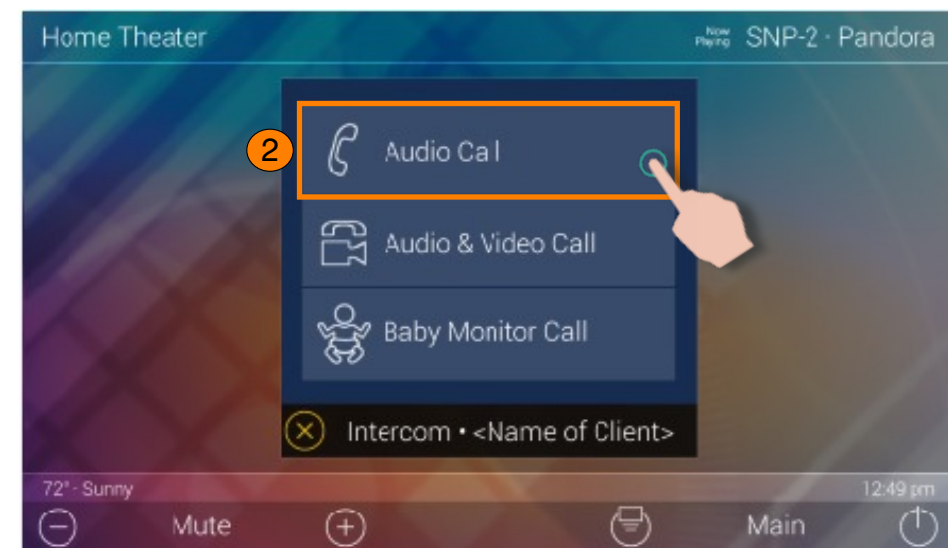 Home Theater
Now Playing SNP-2 · Pandora
2
Audio Call
Audio & Video Call
Baby Monitor Call
Intercom • <Name of Client>
72° - Sunny
12:49 pm
Mute
Main